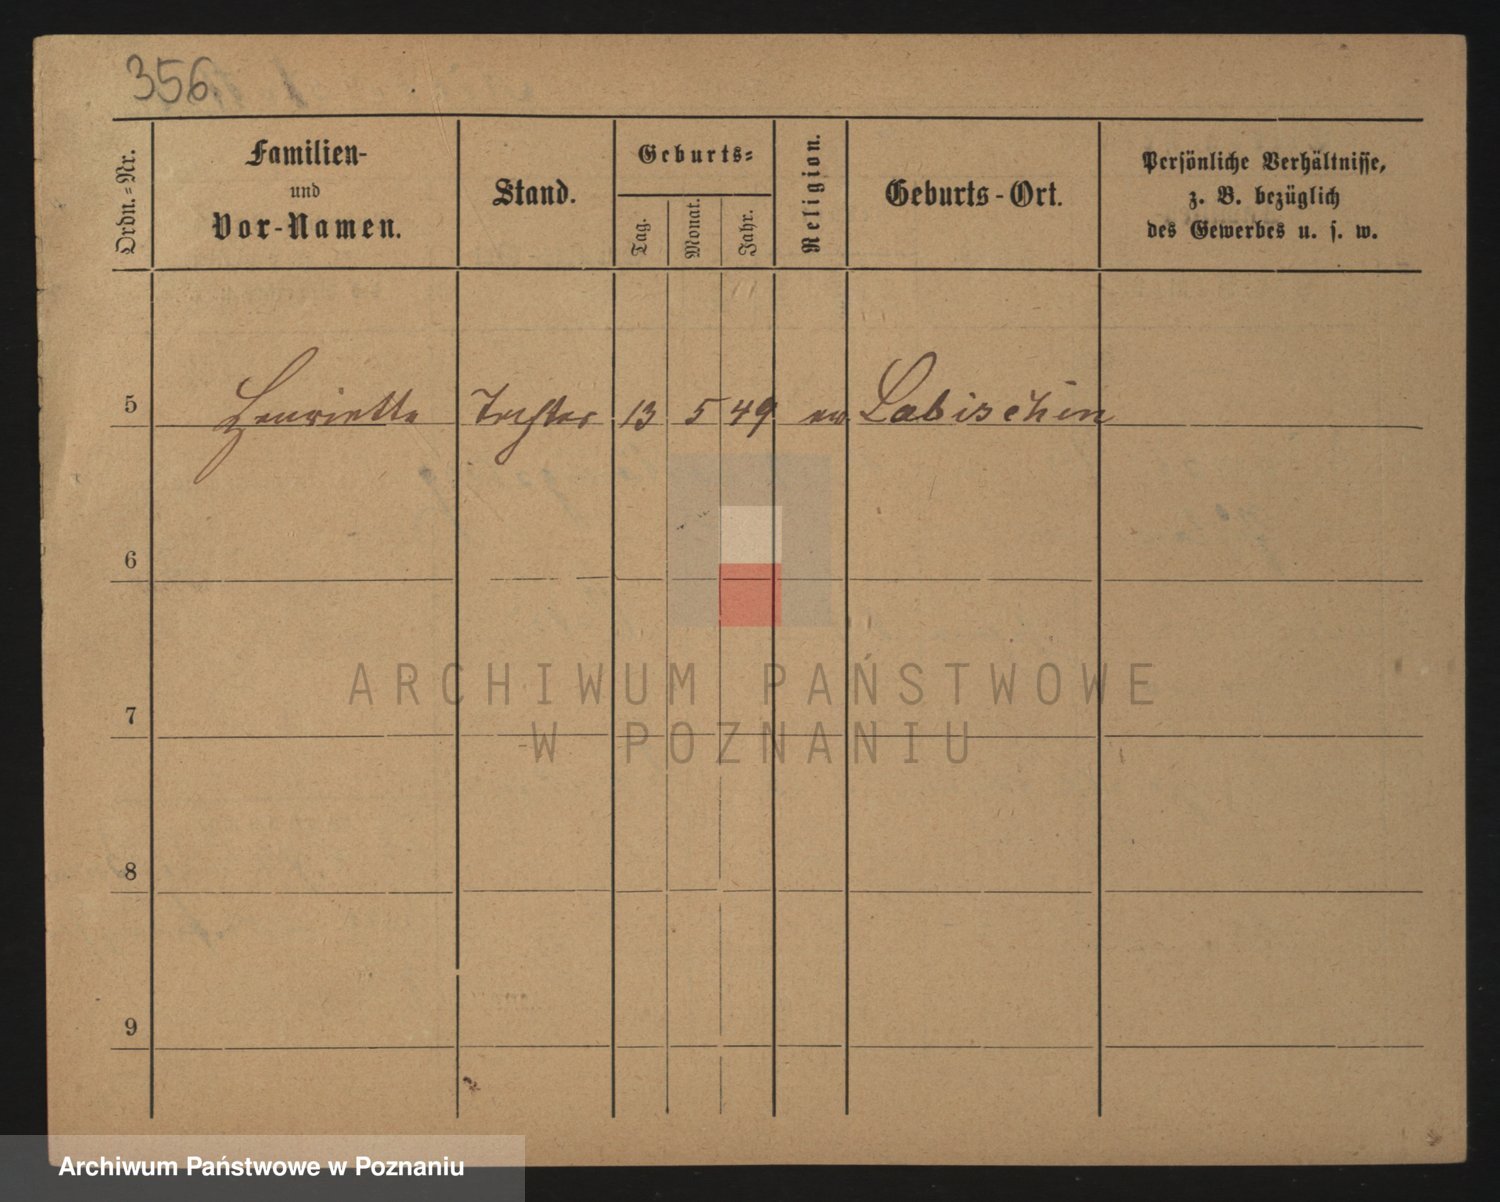 356.
Ordn.-Nr.
Familien-
und
Vor-Namen.
Stand.
Geburts-
Tag.
Monat.
Jahr.
Religion.
Geburts-Ort.
Persönliche Verhältnisse,
z. B. bezüglich
des Gewerbes u. s. w.
5 Henriette Tochter 13 5 49 ev Labischin
6
7
8
9
ARCHIWUM PAŃSTWOWE
W POZNANIU
Archiwum Państwowe w Poznaniu